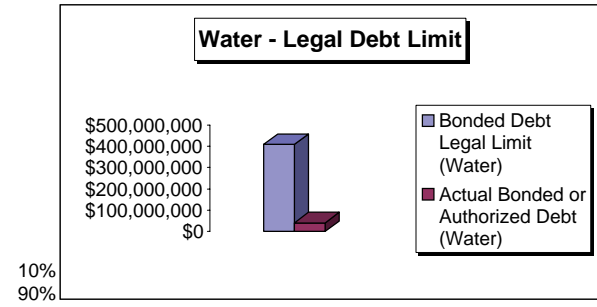 Water - Legal Debt Limit
$500,000,000
$400,000,000
$300,000,000
$200,000,000
$100,000,000
$0
Bonded Debt
Legal Limit
(Water)
Actual Bonded or
Authorized Debt
(Water)
10%
90%